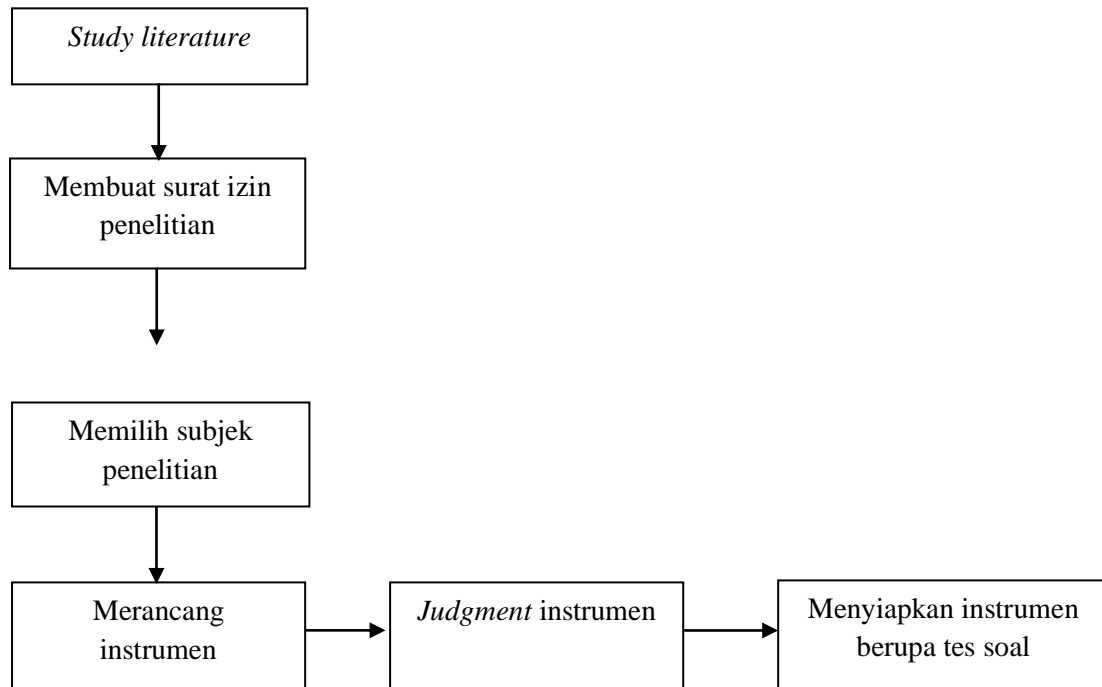 Study literature
Membuat surat izin
penelitian
Memilih subjek
penelitian
Merancang
instrumen
Judgment instrumen
Menyiapkan instrumen
berupa tes soal